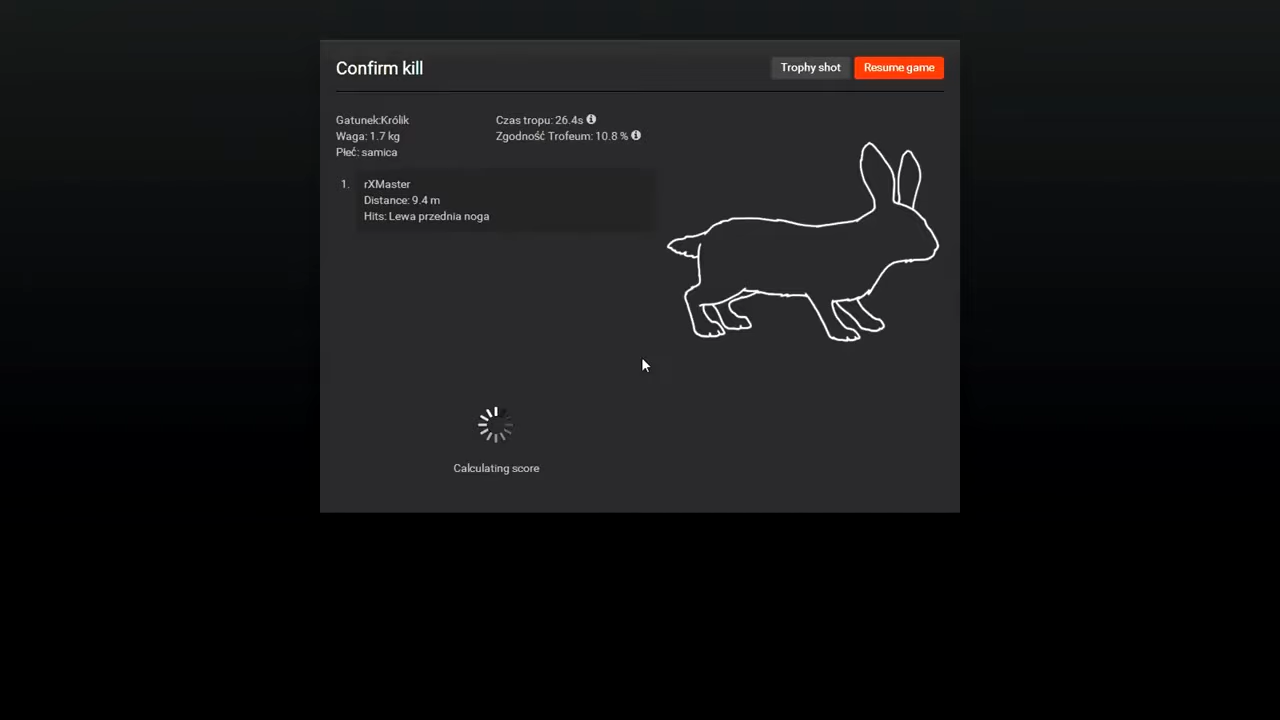 Confirm kill
Trophy shot
Resume game
Gatunek:Królik
Waga: 1.7 kg
Płeć: samica
Czas tropu: 26.4s
Zgodność Trofeum: 10.8 %
1. rXMaster
Distance: 9.4 m
Hits: Lewa przednia noga
Calculating score